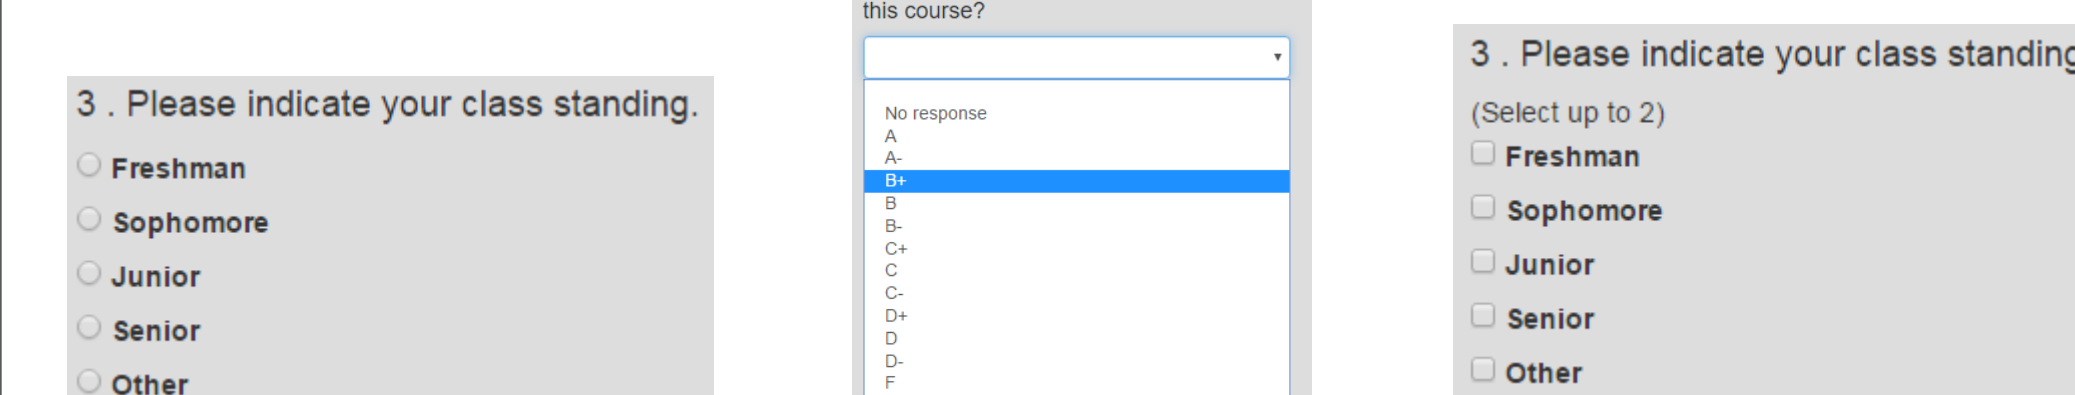 3 . Please indicate your class standing.
Freshman
Sophomore
Junior
Senior
Other
this course?
No response
A
A-
B+
B
B-
C+
C
C-
D+
D
D-
F
3 . Please indicate your class standing
(Select up to 2)
Freshman
Sophomore
Junior
Senior
Other